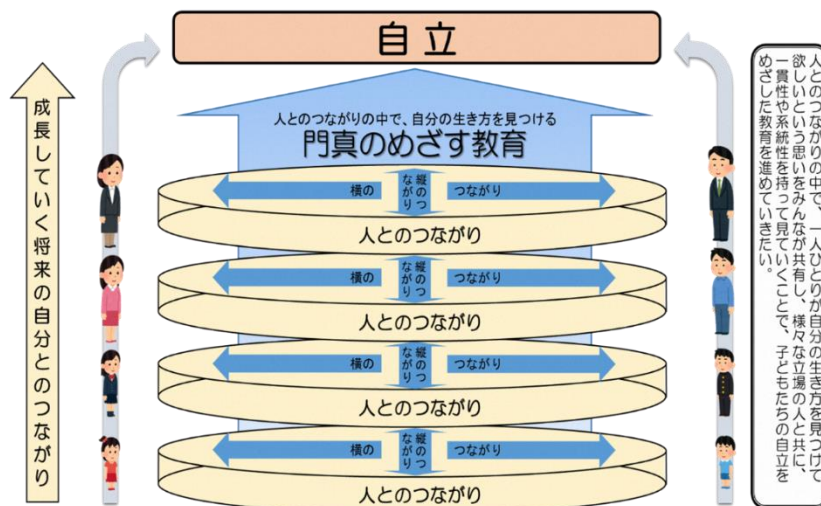 自立
人とのつながりの中で、自分の生き方を見つける
門真のめざす教育
横の
縦のつ
ながり
つながり
人とのつながり
横の
縦のつ
ながり
つながり
人とのつながり
横の
縦のつ
ながり
つながり
人とのつながり
横の
縦のつ
ながり
つながり
人とのつながり
成長していく将来の自分とのつながり
人とのつながりの中で、一人ひとりが自分の生き方を見つけて
欲しいという思いをみんなが共有し、様々な立場の人と共に、
一貫性や系統性を持って見ていくことで、子どもたちの自立を
めざした教育を進めていきたい。